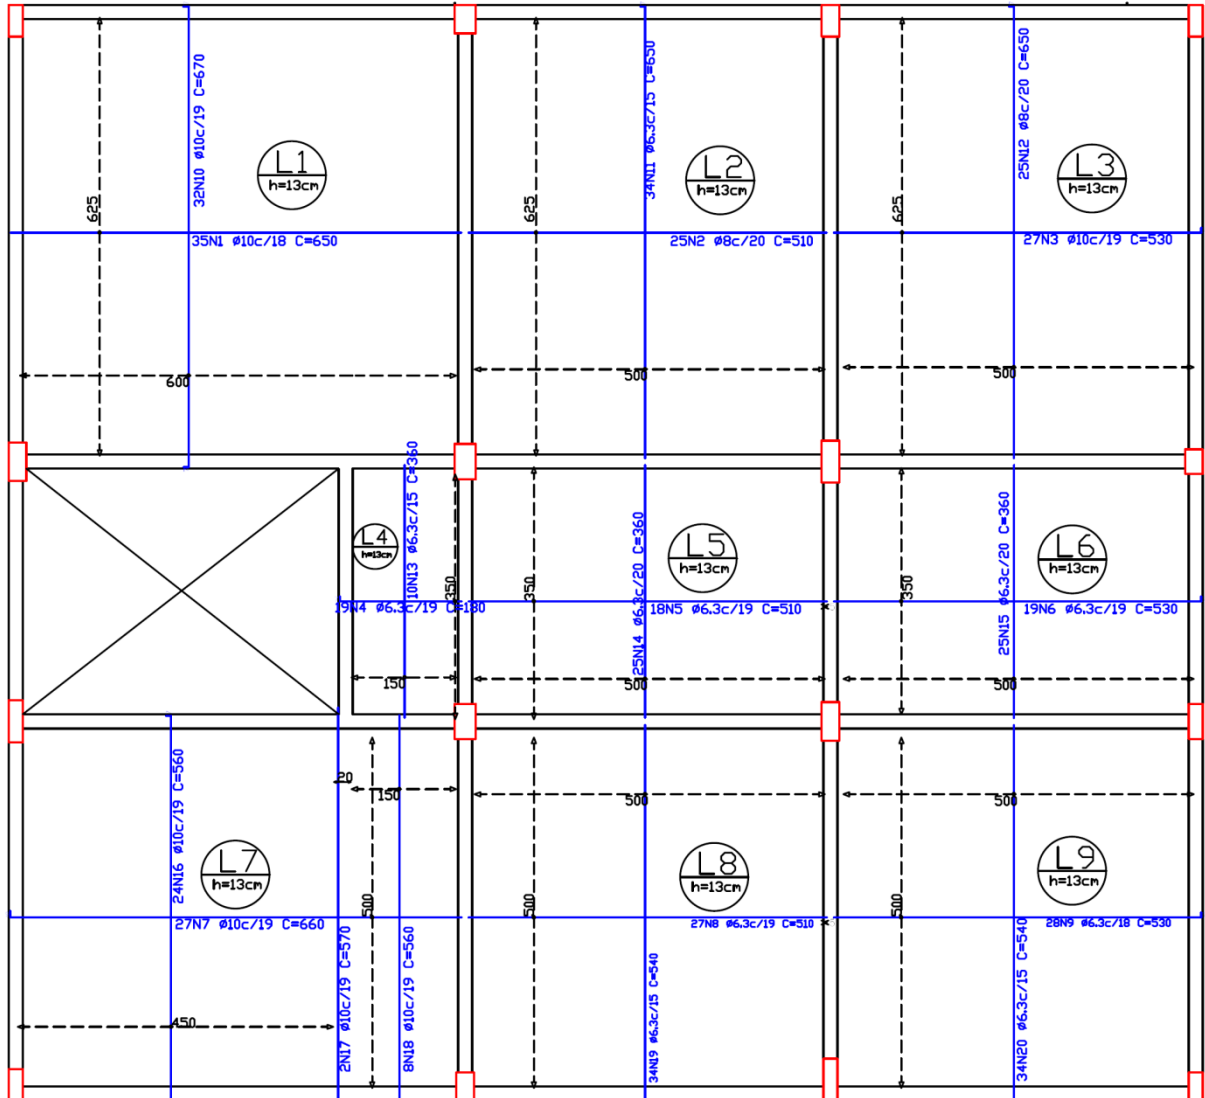 32N10 ø10c/19 C=670
34N11 ø6.3c/15 C=650
25N12 ø8c/20 C=650
L1
h=13cm
L2
h=13cm
L3
h=13cm
625
625
625
35N1 ø10c/18 C=650
25N2 ø8c/20 C=510
27N3 ø10c/19 C=530
600
500
500
10N13 ø6.3c/15 C=360
25N14 ø6.3c/20 C=360
25N15 ø6.3c/20 C=360
L4
h=13cm
L5
h=13cm
L6
h=13cm
350
350
350
19N4 ø6.3c/19 C=180
18N5 ø6.3c/19 C=510
19N6 ø6.3c/19 C=530
150
500
500
24N16 ø10c/19 C=560
20
150
500
500
L7
h=13cm
L8
h=13cm
L9
h=13cm
500
500
500
27N7 ø10c/19 C=660
27N8 ø6.3c/19 C=510
28N9 ø6.3c/18 C=530
2N17 ø10c/19 C=570
8N18 ø10c/19 C=560
34N19 ø6.3c/15 C=540
34N20 ø6.3c/15 C=540
450